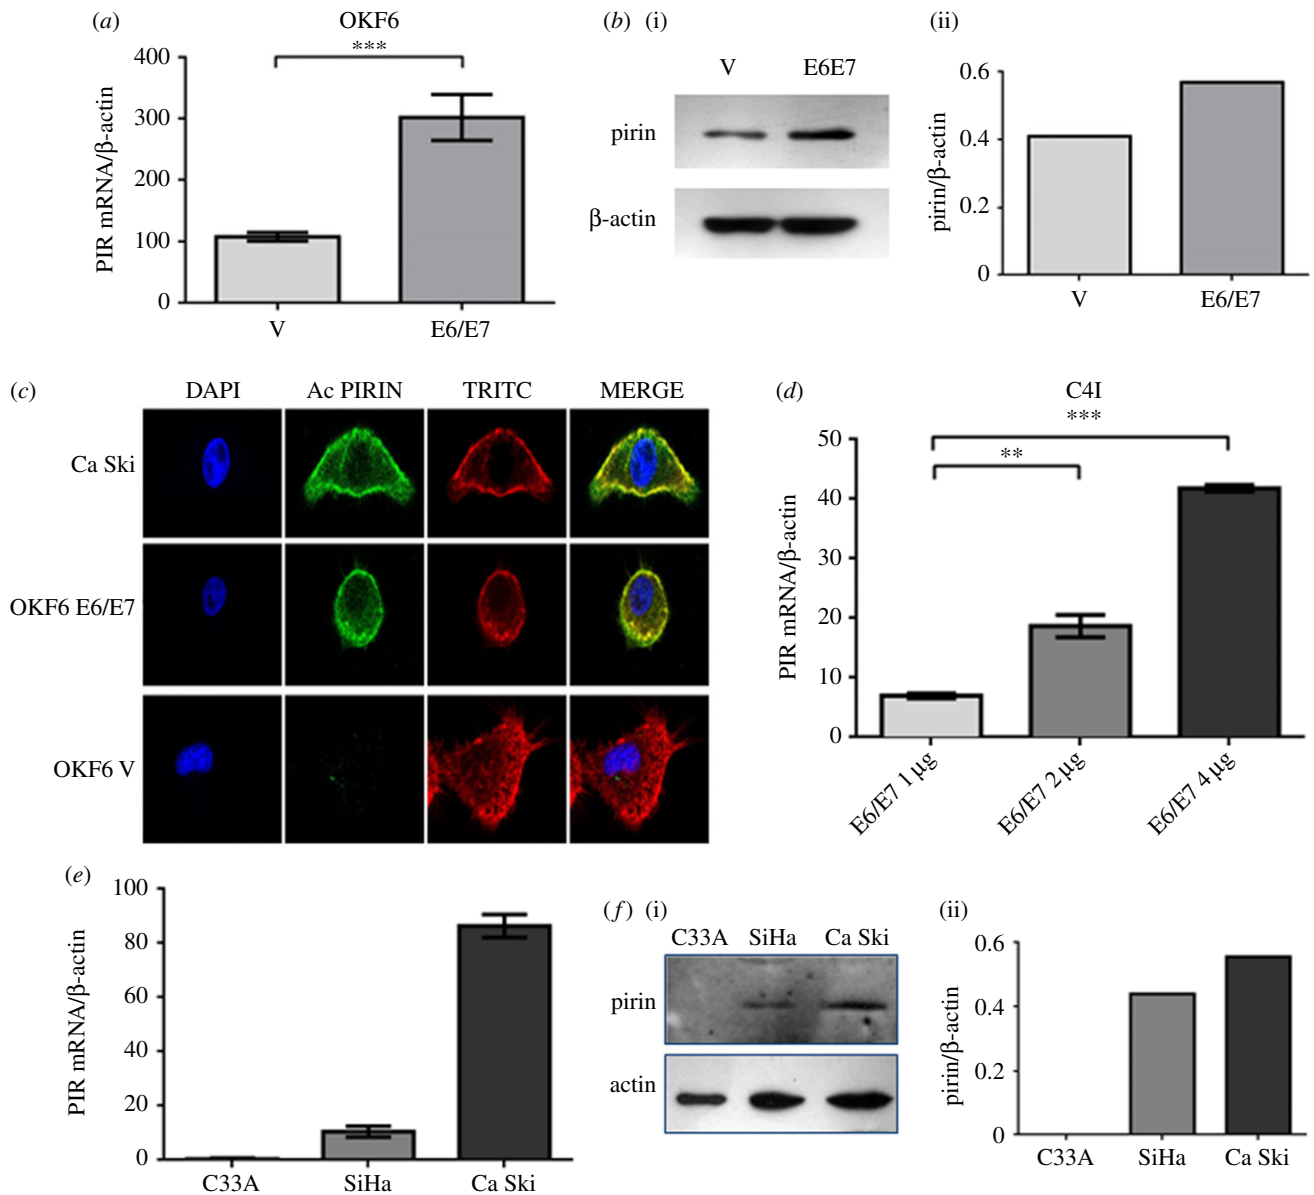 (a)
OKF6
***
PIR mRNA/β-actin
400
300
200
100
0
V
E6/E7
(b) (i)
V E6E7
pirin
β-actin
(ii)
pirin/β-actin
0.6
0.4
0.2
0
V
E6/E7
(c)
DAPI
Ac PIRIN
TRITC
MERGE
Ca Ski
OKF6 E6/E7
OKF6 V
(d)
C4I
***
**
PIR mRNA/β-actin
50
40
30
20
10
0
E6/E7 1 µg
E6/E7 2 µg
E6/E7 4 µg
(e)
PIR mRNA/β-actin
100
80
60
40
20
0
C33A
SiHa
Ca Ski
(f) (i)
C33A SiHa Ca Ski
pirin
actin
(ii)
pirin/β-actin
0.6
0.4
0.2
0
C33A
SiHa
Ca Ski